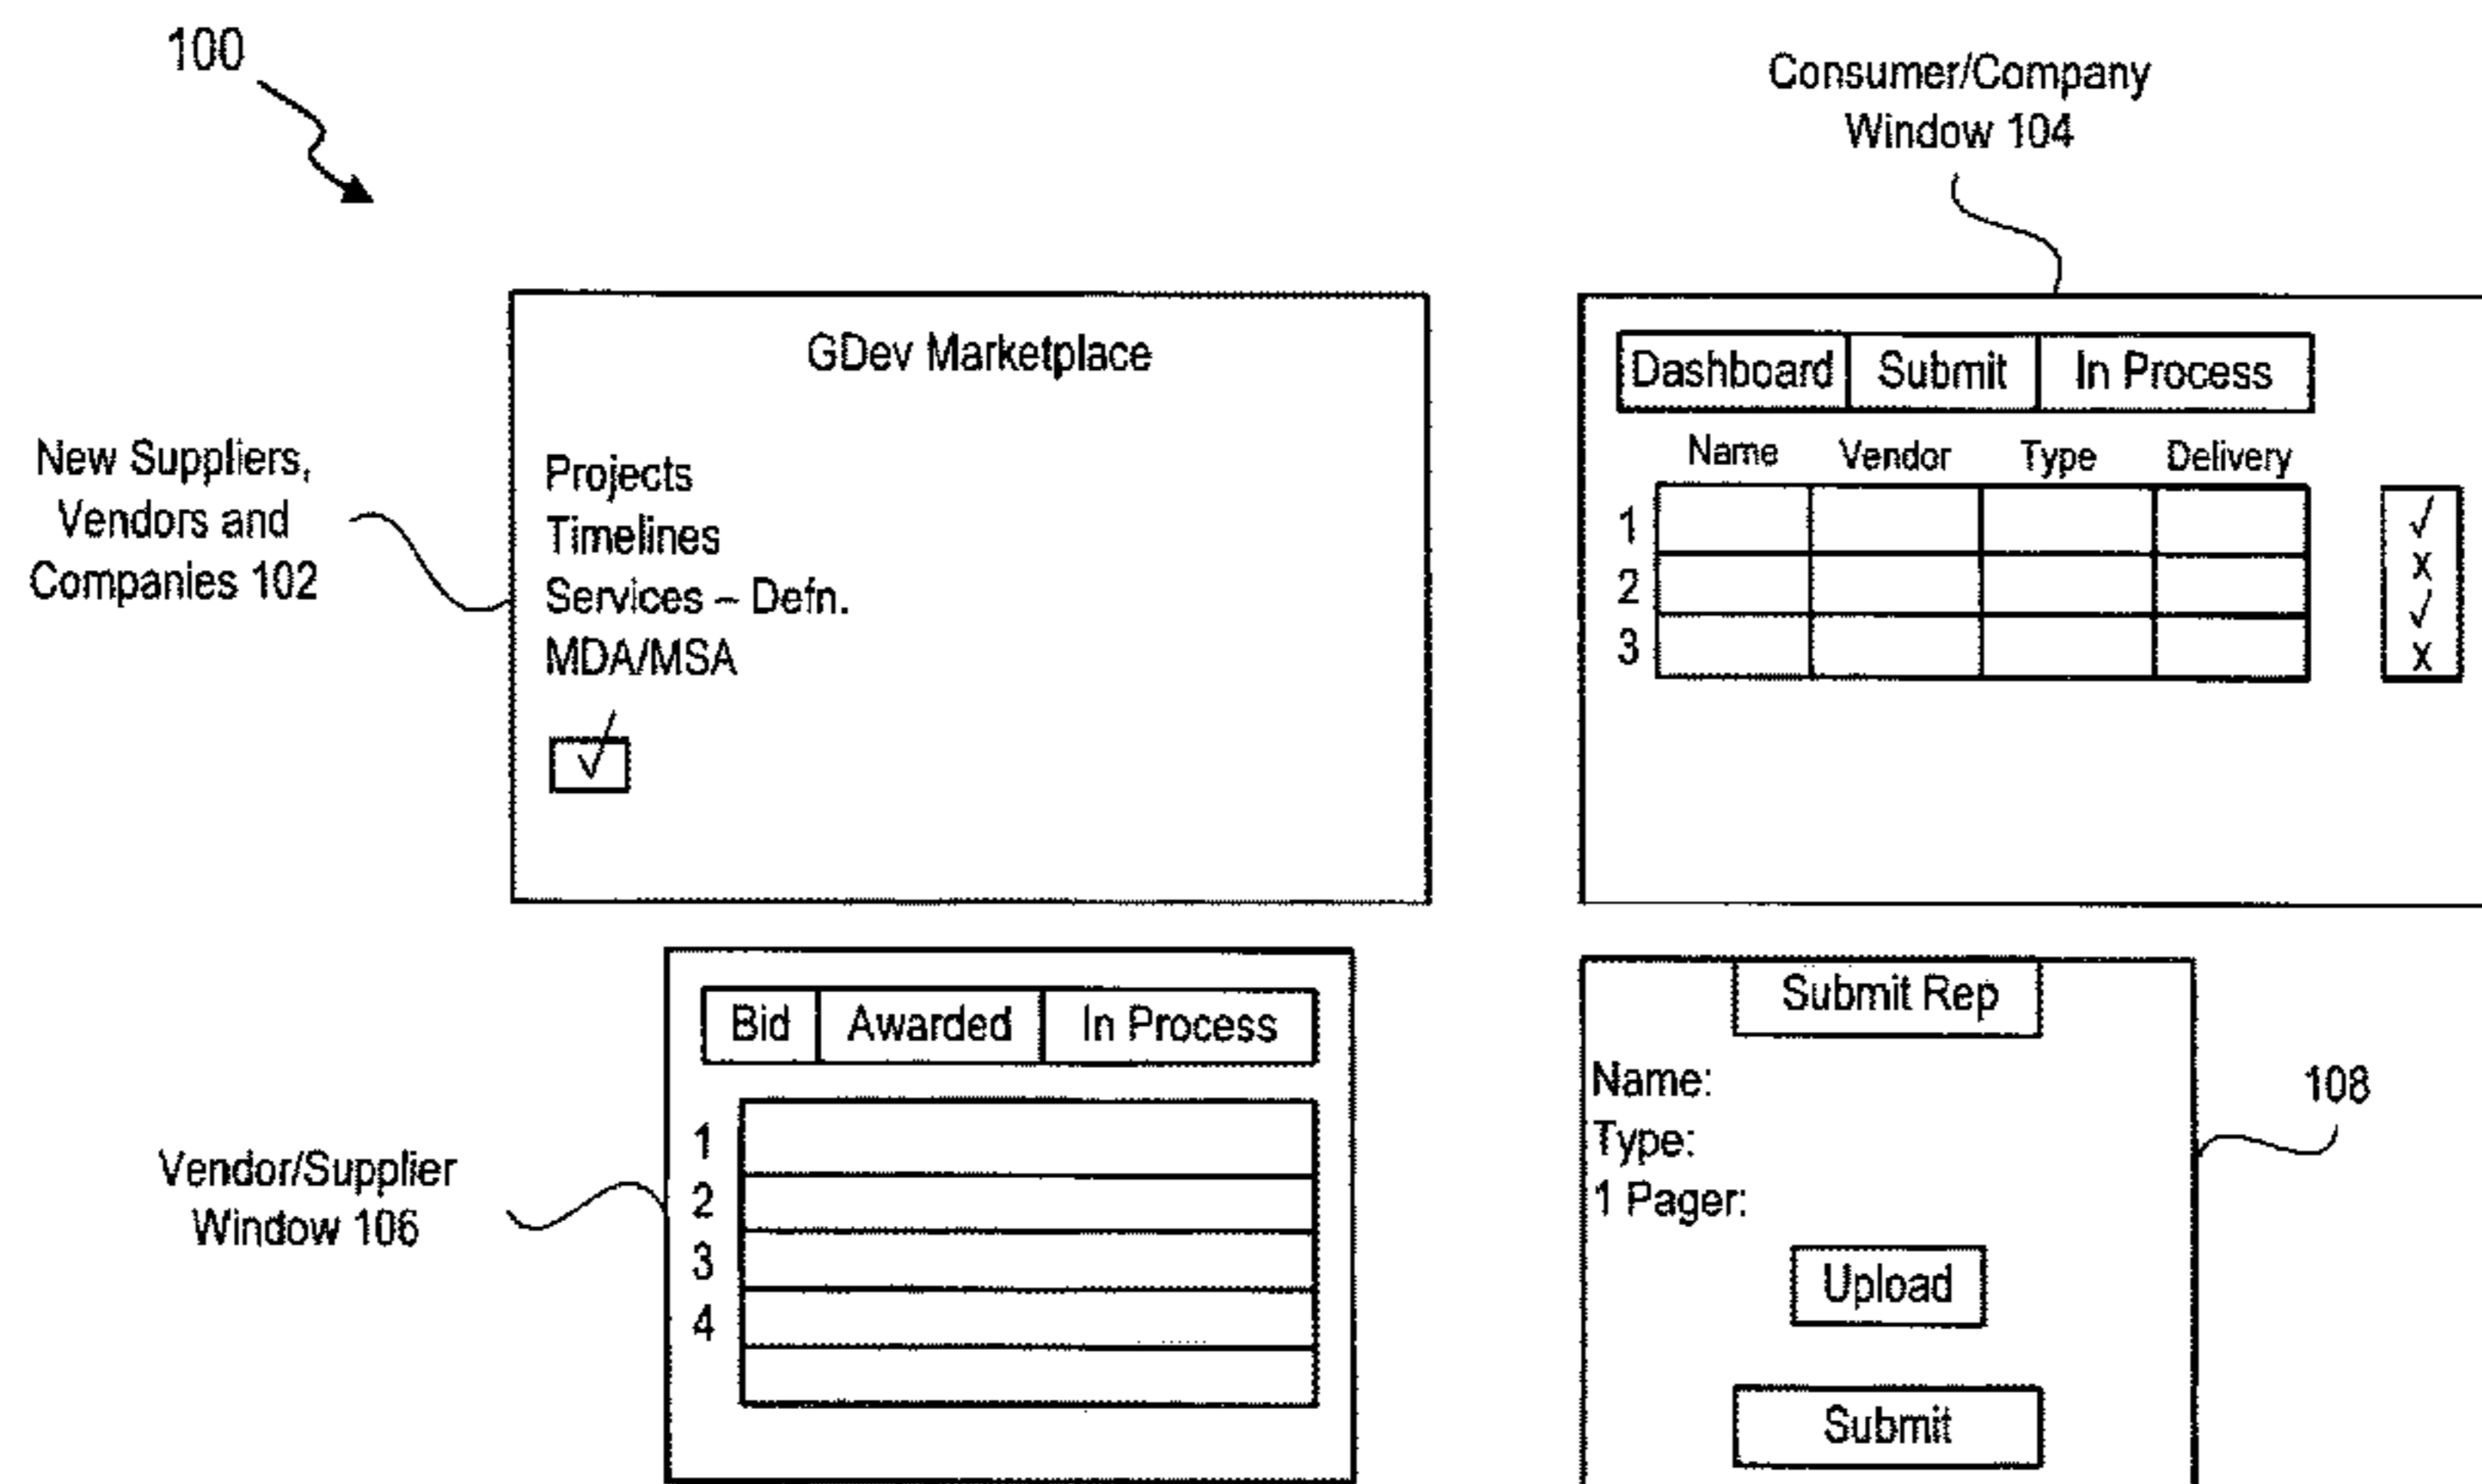 100
Consumer/Company
Window 104
New Suppliers,
Vendors and
Companies 102
GDev Marketplace
Projects
Timelines
Services – Defn.
MDA/MSA
√
Dashboard Submit In Process
Name Vendor Type Delivery
1
2
3
√
x
√
x
Vendor/Supplier
Window 106
Bid Awarded In Process
1
2
3
4
Submit Rep
Name:
Type:
1 Pager:
Upload
Submit
108